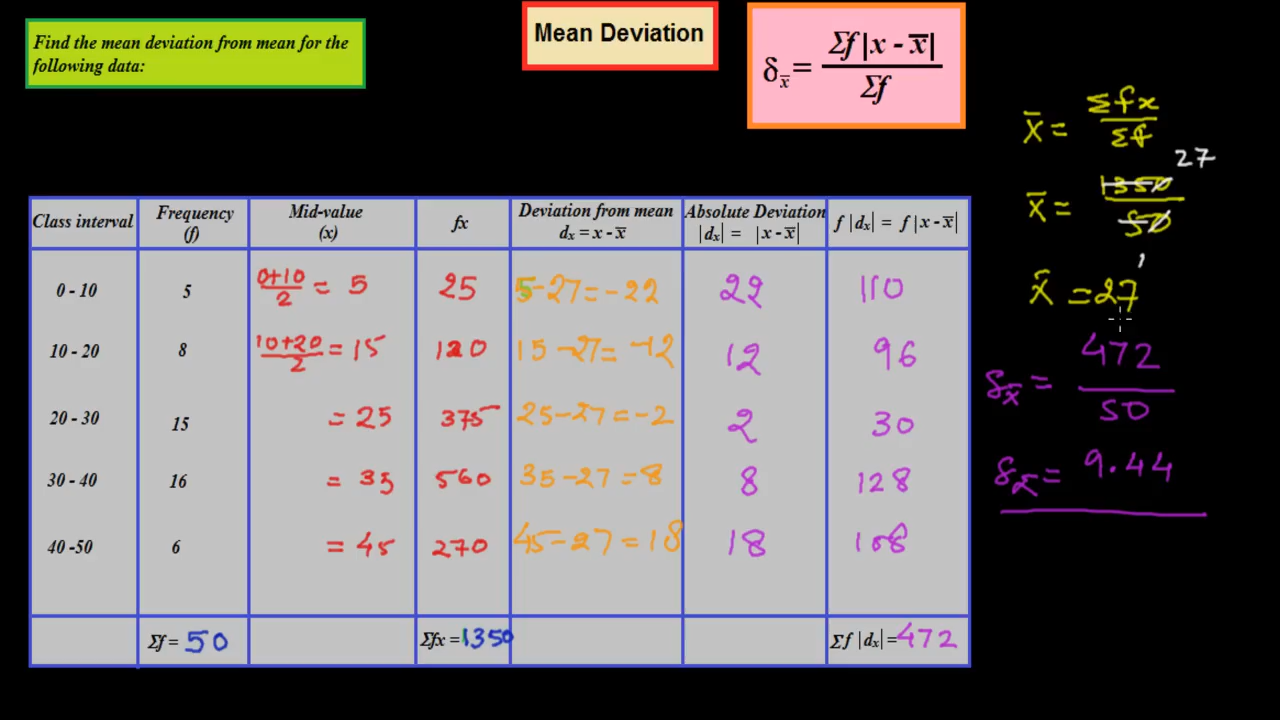 Find the mean deviation from mean for the
following data:
Mean Deviation
δx̅ = Σf |x - x̅| / Σf
x̅ = Σfx / Σf
27
x̅ = 1350 / 50
1
x̅ = 27
δx̅ = 472 / 50
δx̅ = 9.44
Class interval Frequency (f) Mid-value (x) fx Deviation from mean dx = x - x̅ Absolute Deviation |dx| = |x - x̅| f |dx| = f |x - x̅|
0 - 10 5 0+10/2 = 5 25 5-27=-22 22 110
10 - 20 8 10+20/2 = 15 120 15-27=-12 12 96
20 - 30 15 = 25 375 25-27=-2 2 30
30 - 40 16 = 35 560 35-27=8 8 128
40 -50 6 = 45 270 45-27=18 18 108
Σf = 50 Σfx = 1350 Σf |dx| = 472